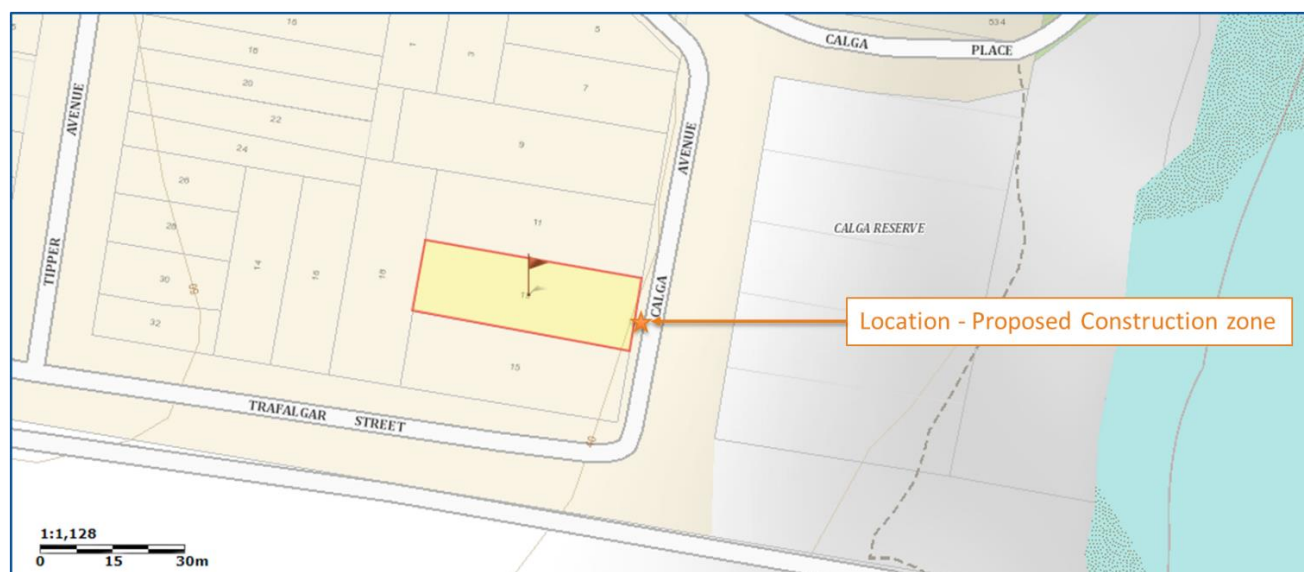 16
5
534
CALGA PLACE
18
1
3
20
7
AVENUE
22
9
24
AVENUE
26
11
CALGA RESERVE
28
14
16
18
30
50
13
CALGA
TIPPER
32
Location - Proposed Construction zone
15
TRAFALGAR STREET
40
1:1,128
0 15 30m